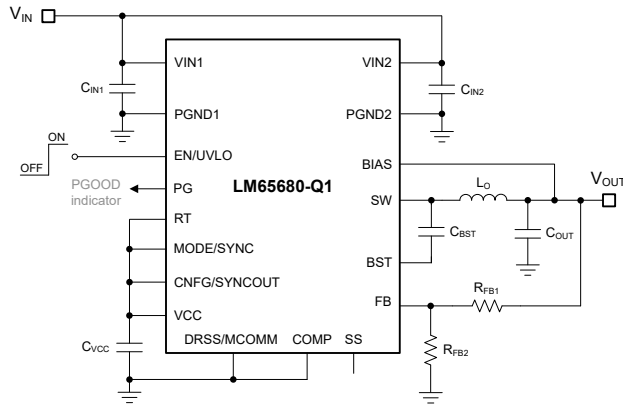 VIN
VIN1
VIN2
CIN1
CIN2
PGND1
PGND2
ON
OFF
EN/UVLO
BIAS
PGOOD
indicator
PG
LM65680-Q1
SW
LO
VOUT
RT
CBST
COUT
MODE/SYNC
BST
CNFG/SYNCOUT
FB
RFB1
VCC
CVCC
DRSS/MCOMM
COMP
SS
RFB2